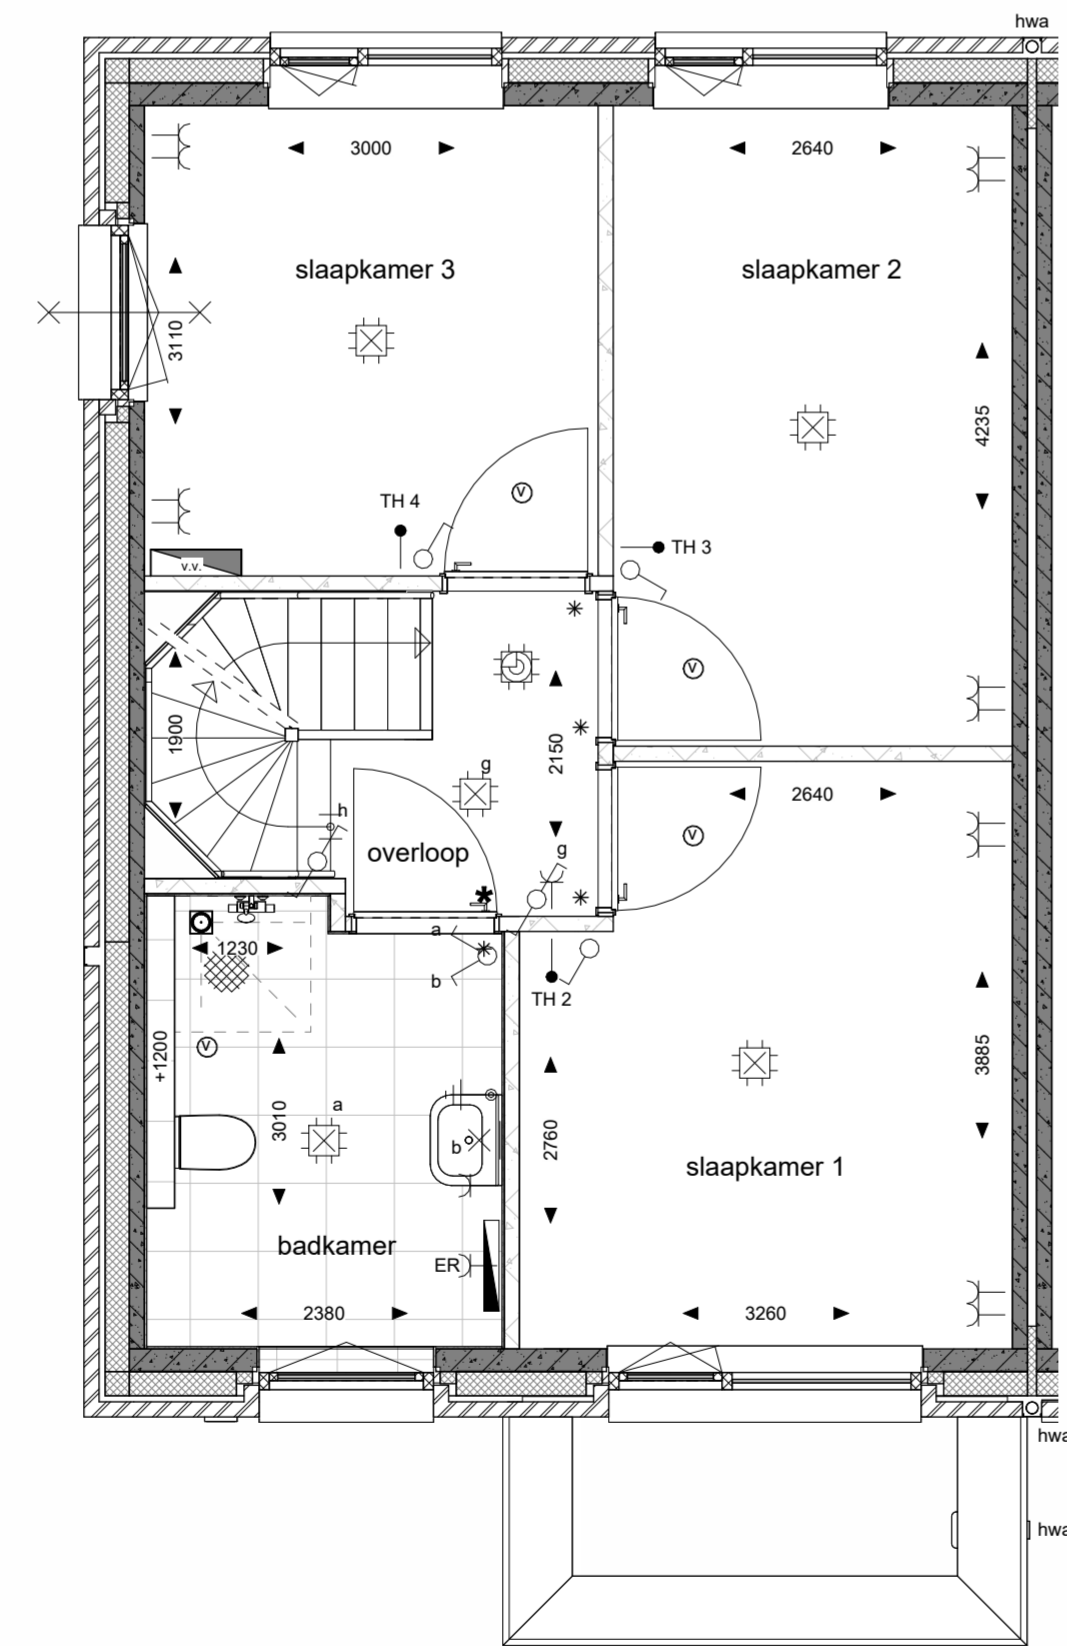 hwa
3000
2640
slaapkamer 3
slaapkamer 2
3110
4235
TH 4
V
TH 3
v.v.
V
1900
2150
g
2640
h
V
overloop
g
a
1230
b
TH 2
+1200
V
3885
a
3010
2760
b
slaapkamer 1
badkamer
ER
2380
3260
hwa
hwa